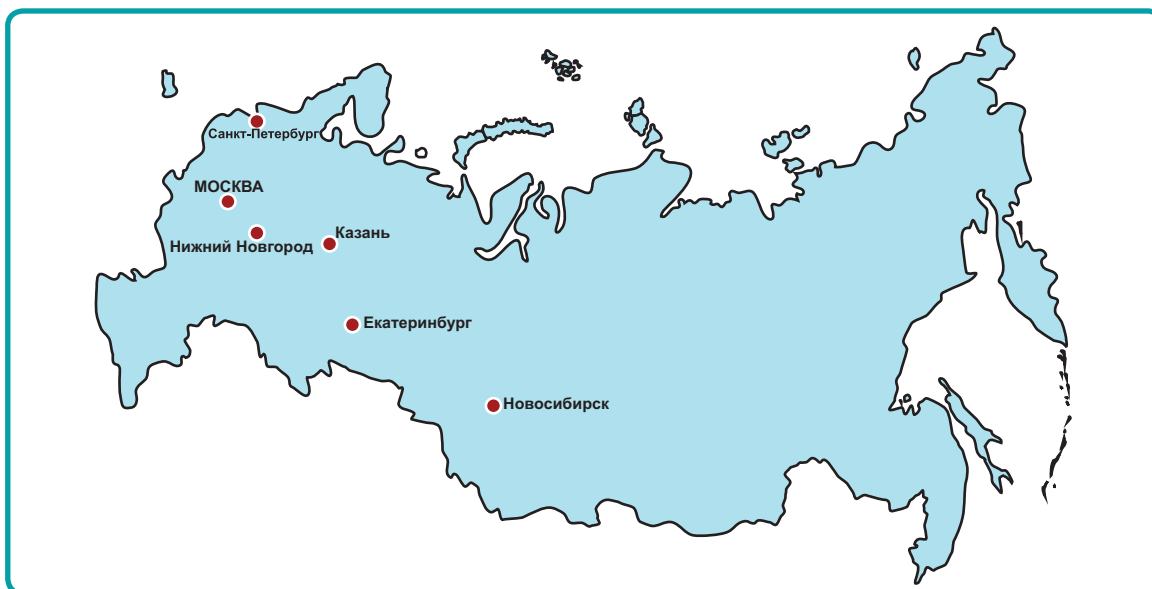 Санкт-Петербург
МОСКВА
Нижний Новгород
Казань
Екатеринбург
Новосибирск